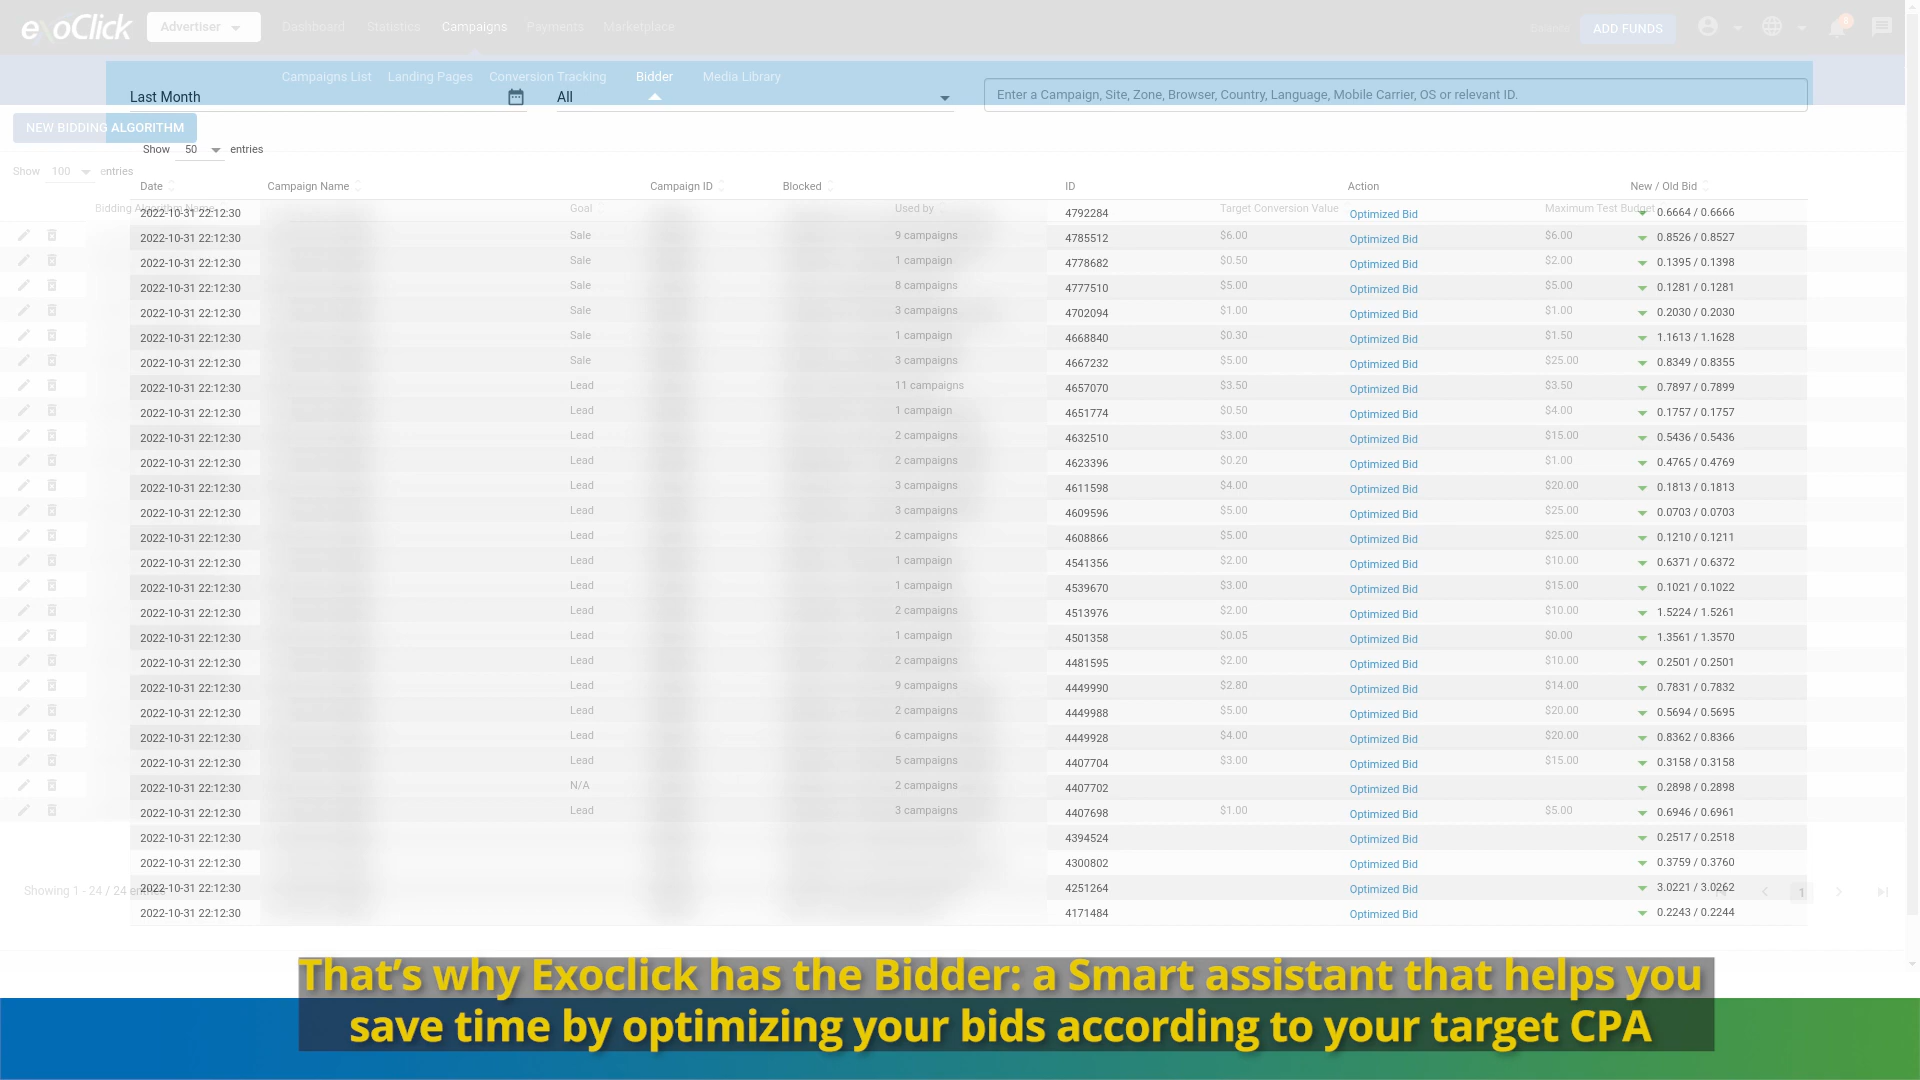 exoClick Advertiser Dashboard Statistics Campaigns Payments Marketplace ADD FUNDS
Campaigns List Landing Pages Conversion Tracking Bidder Media Library
Last Month All Enter a Campaign, Site, Zone, Browser, Country, Language, Mobile Carrier, OS or relevant ID.
NEW BIDDING ALGORITHM
Show 50 entries
Show 100 entries
Date Campaign Name Campaign ID Blocked ID Action New / Old Bid
Bidding Algorithm Name Goal Used by Target Conversion Value Maximum Test Budget
2022-10-31 22:12:30 4792284 Optimized Bid 0.6664 / 0.6666
Sale 9 campaigns $6.00 $6.00
2022-10-31 22:12:30 4785512 Optimized Bid 0.8526 / 0.8527
Sale 1 campaign $0.50 $2.00
2022-10-31 22:12:30 4778682 Optimized Bid 0.1395 / 0.1398
Sale 8 campaigns $5.00 $5.00
2022-10-31 22:12:30 4777510 Optimized Bid 0.1281 / 0.1281
Sale 3 campaigns $1.00 $1.00
2022-10-31 22:12:30 4702094 Optimized Bid 0.2030 / 0.2030
Sale 1 campaign $0.30 $1.50
2022-10-31 22:12:30 4668840 Optimized Bid 1.1613 / 1.1628
Sale 3 campaigns $5.00 $25.00
2022-10-31 22:12:30 4667232 Optimized Bid 0.8349 / 0.8355
Lead 11 campaigns $3.50 $3.50
2022-10-31 22:12:30 4657070 Optimized Bid 0.7897 / 0.7899
Lead 1 campaign $0.50 $4.00
2022-10-31 22:12:30 4651774 Optimized Bid 0.1757 / 0.1757
Lead 2 campaigns $3.00 $15.00
2022-10-31 22:12:30 4632510 Optimized Bid 0.5436 / 0.5436
Lead 2 campaigns $0.20 $1.00
2022-10-31 22:12:30 4623396 Optimized Bid 0.4765 / 0.4769
Lead 3 campaigns $4.00 $20.00
2022-10-31 22:12:30 4611598 Optimized Bid 0.1813 / 0.1813
Lead 3 campaigns $5.00 $25.00
2022-10-31 22:12:30 4609596 Optimized Bid 0.0703 / 0.0703
Lead 2 campaigns $5.00 $25.00
2022-10-31 22:12:30 4608866 Optimized Bid 0.1210 / 0.1211
Lead 1 campaign $2.00 $10.00
2022-10-31 22:12:30 4541356 Optimized Bid 0.6371 / 0.6372
Lead 1 campaign $3.00 $15.00
2022-10-31 22:12:30 4539670 Optimized Bid 0.1021 / 0.1022
Lead 2 campaigns $2.00 $10.00
2022-10-31 22:12:30 4513976 Optimized Bid 1.5224 / 1.5261
Lead 1 campaign $0.05 $0.00
2022-10-31 22:12:30 4501358 Optimized Bid 1.3561 / 1.3570
Lead 2 campaigns $2.00 $10.00
2022-10-31 22:12:30 4481595 Optimized Bid 0.2501 / 0.2501
Lead 9 campaigns $2.80 $14.00
2022-10-31 22:12:30 4449990 Optimized Bid 0.7831 / 0.7832
Lead 2 campaigns $5.00 $20.00
2022-10-31 22:12:30 4449988 Optimized Bid 0.5694 / 0.5695
Lead 6 campaigns $4.00 $20.00
2022-10-31 22:12:30 4449928 Optimized Bid 0.8362 / 0.8366
Lead 5 campaigns $3.00 $15.00
2022-10-31 22:12:30 4407704 Optimized Bid 0.3158 / 0.3158
N/A 2 campaigns
2022-10-31 22:12:30 4407702 Optimized Bid 0.2898 / 0.2898
Lead 3 campaigns $1.00 $5.00
2022-10-31 22:12:30 4407698 Optimized Bid 0.6946 / 0.6961
2022-10-31 22:12:30 4394524 Optimized Bid 0.2517 / 0.2518
2022-10-31 22:12:30 4300802 Optimized Bid 0.3759 / 0.3760
2022-10-31 22:12:30 4251264 Optimized Bid 3.0221 / 3.0262
Showing 1 - 24 / 24 entries 1
2022-10-31 22:12:30 4171484 Optimized Bid 0.2243 / 0.2244
That's why Exoclick has the Bidder: a Smart assistant that helps you
save time by optimizing your bids according to your target CPA